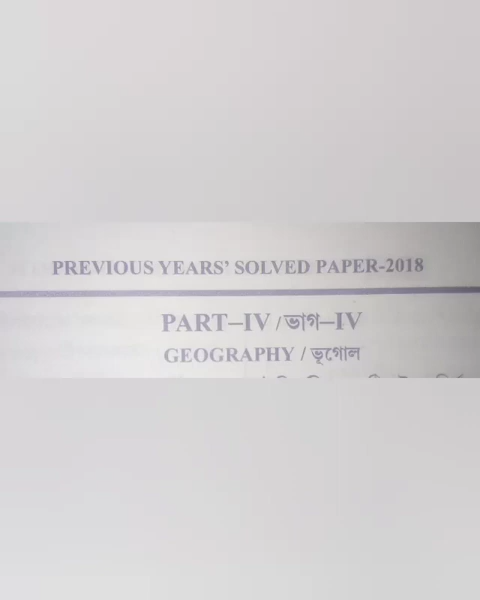 PREVIOUS YEARS' SOLVED PAPER-2018
PART–IV / ভাগ–IV
GEOGRAPHY / ভূগোল